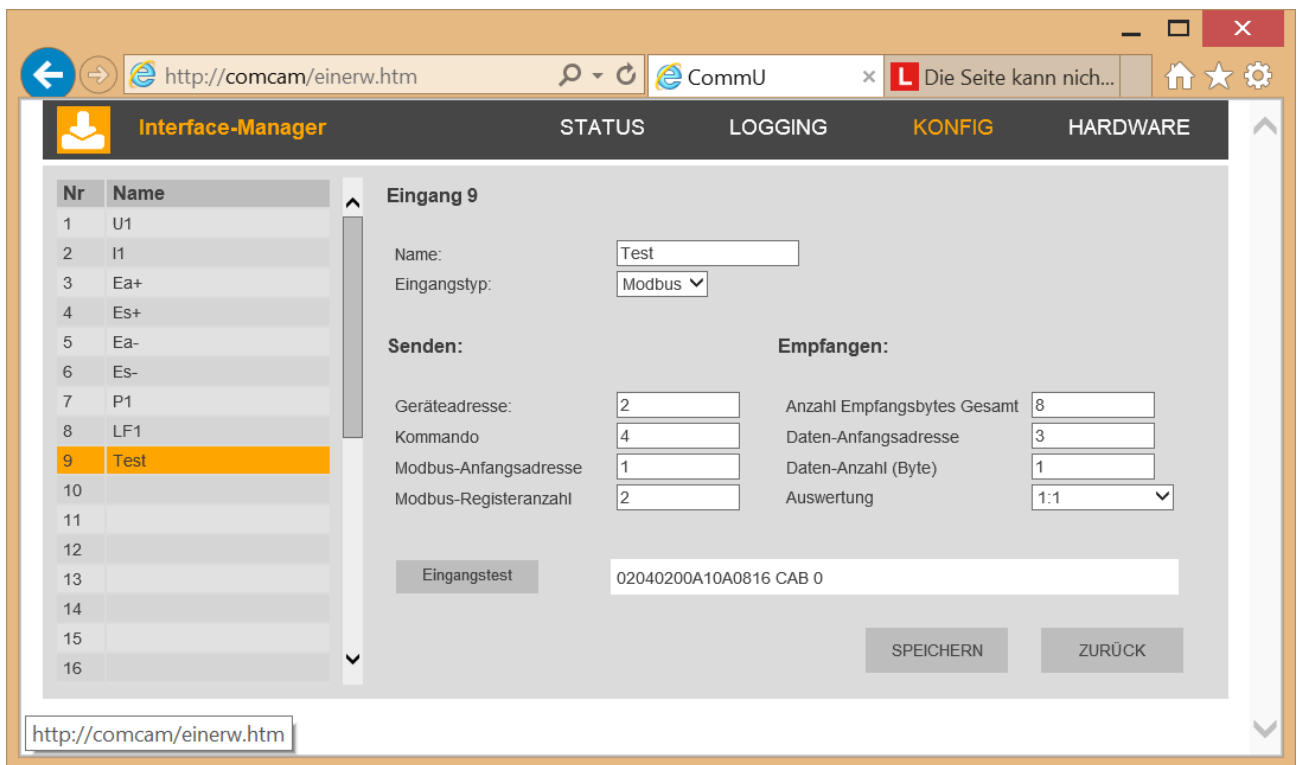 http://comcam/einerw.htm
CommU
Die Seite kann nich...
Interface-Manager STATUS LOGGING KONFIG HARDWARE
Nr Name
1 U1
2 I1
3 Ea+
4 Es+
5 Ea-
6 Es-
7 P1
8 LF1
9 Test
10
11
12
13
14
15
16
Eingang 9
Name: Test
Eingangstyp: Modbus
Senden:
Geräteadresse: 2
Kommando 4
Modbus-Anfangsadresse 1
Modbus-Registeranzahl 2
Empfangen:
Anzahl Empfangsbytes Gesamt 8
Daten-Anfangsadresse 3
Daten-Anzahl (Byte) 1
Auswertung 1:1
Eingangstest 02040200A10A0816 CAB 0
SPEICHERN ZURÜCK
http://comcam/einerw.htm